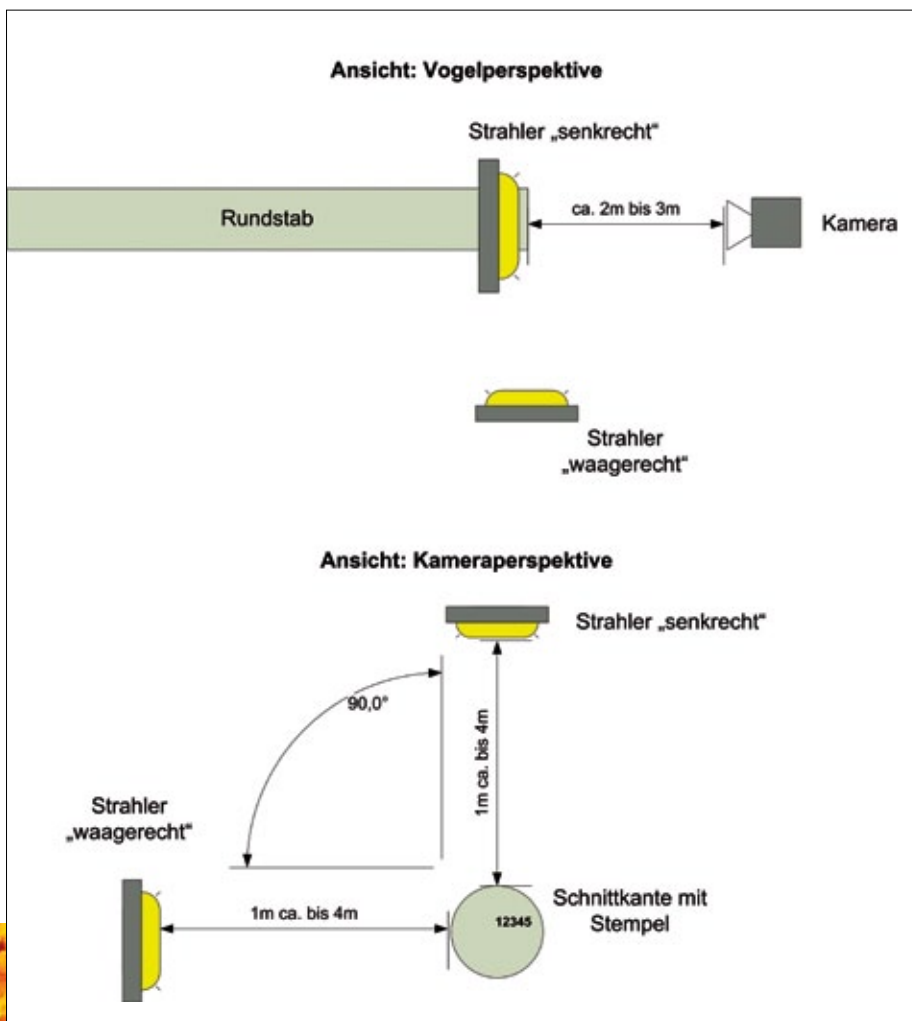 Ansicht: Vogelperspektive
Strahler „senkrecht“
Rundstab
ca. 2m bis 3m
Kamera
Strahler
„waagerecht“
Ansicht: Kameraperspektive
Strahler „senkrecht“
90,0°
1m ca. bis 4m
Strahler
„waagerecht“
1m ca. bis 4m
12345
Schnittkante mit
Stempel